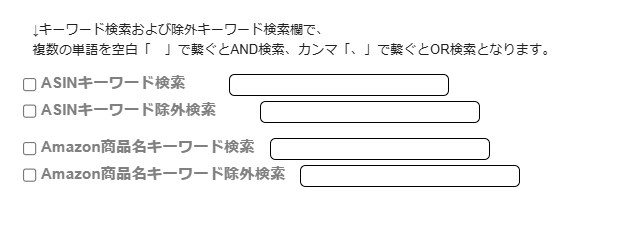 ↓キーワード検索および除外キーワード検索欄で、
複数の単語を空白「　」で繋ぐとAND検索、カンマ「、」で繋ぐとOR検索となります。
ASINキーワード検索
ASINキーワード除外検索
Amazon商品名キーワード検索
Amazon商品名キーワード除外検索